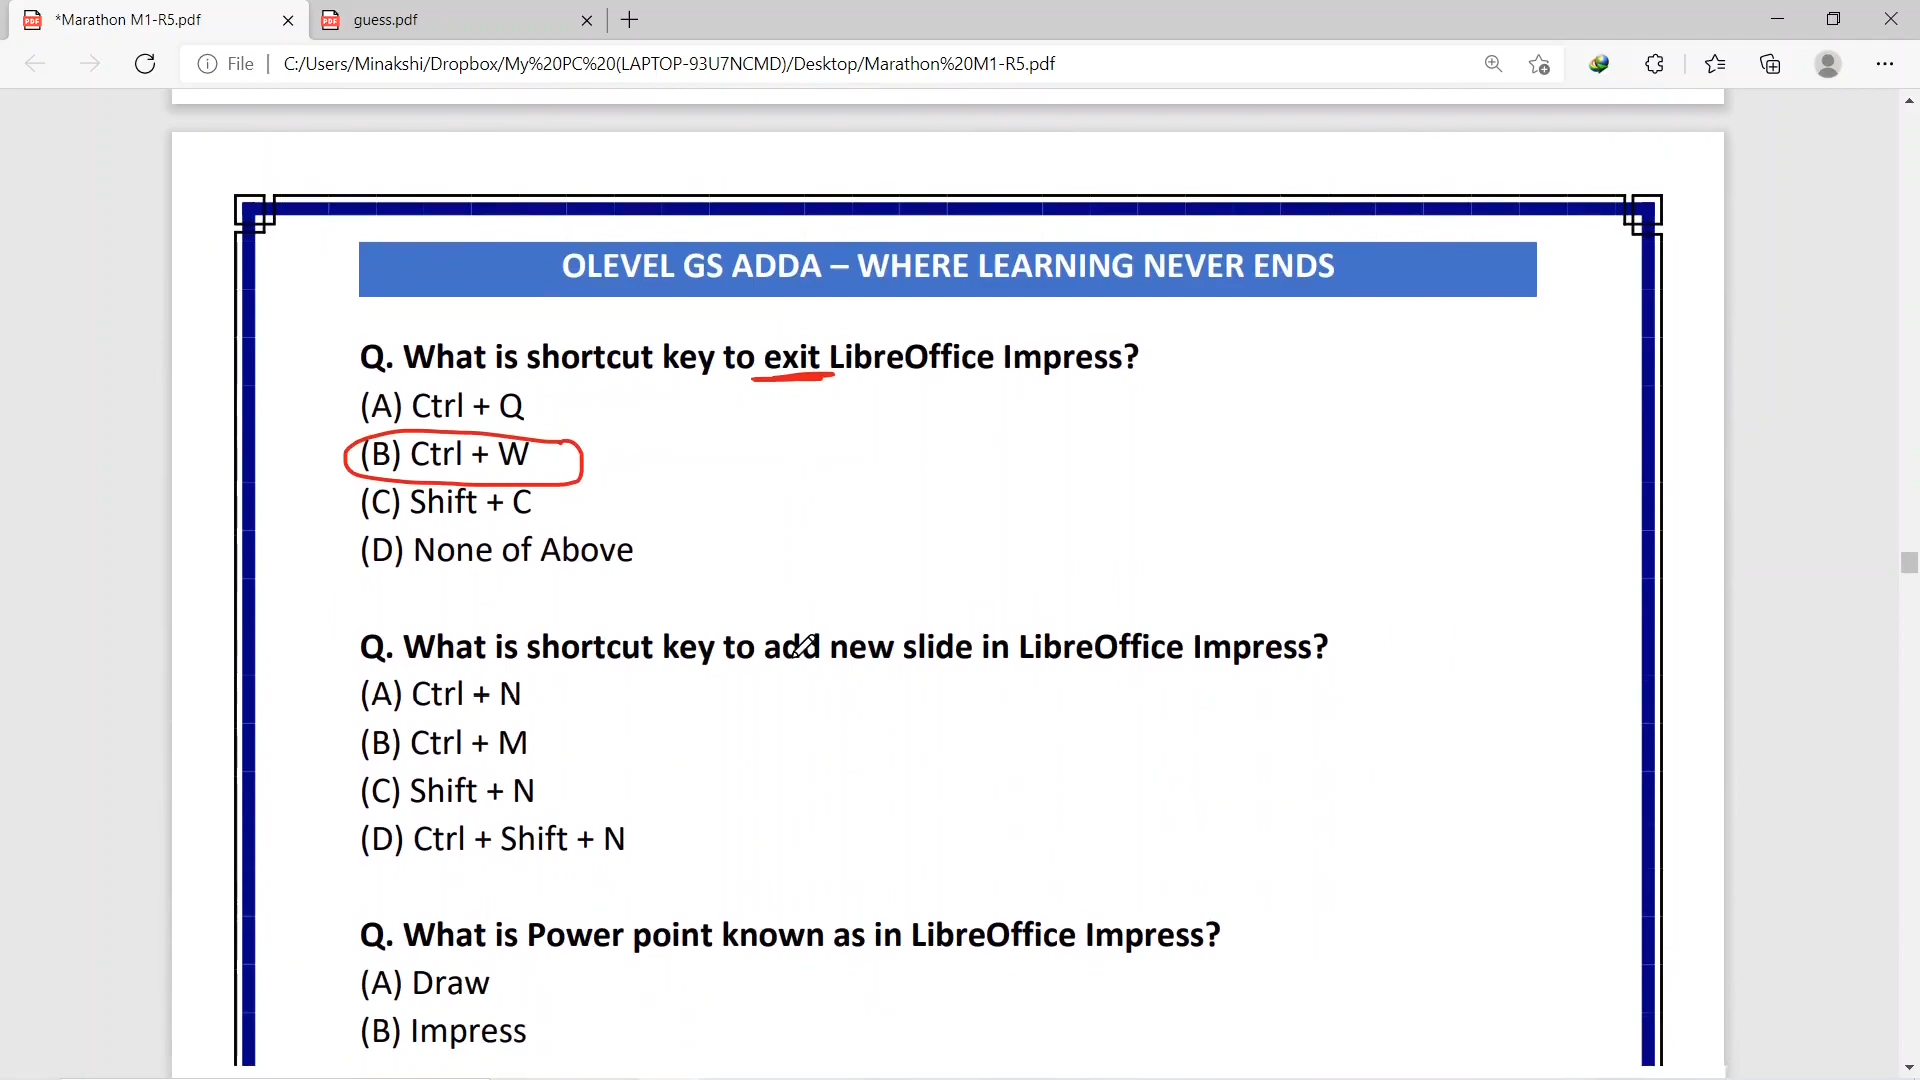 *Marathon M1-R5.pdf
guess.pdf
File
C:/Users/Minakshi/Dropbox/My%20PC%20(LAPTOP-93U7NCMD)/Desktop/Marathon%20M1-R5.pdf
OLEVEL GS ADDA – WHERE LEARNING NEVER ENDS
Q. What is shortcut key to exit LibreOffice Impress?
(A) Ctrl + Q
(B) Ctrl + W
(C) Shift + C
(D) None of Above
Q. What is shortcut key to add new slide in LibreOffice Impress?
(A) Ctrl + N
(B) Ctrl + M
(C) Shift + N
(D) Ctrl + Shift + N
Q. What is Power point known as in LibreOffice Impress?
(A) Draw
(B) Impress